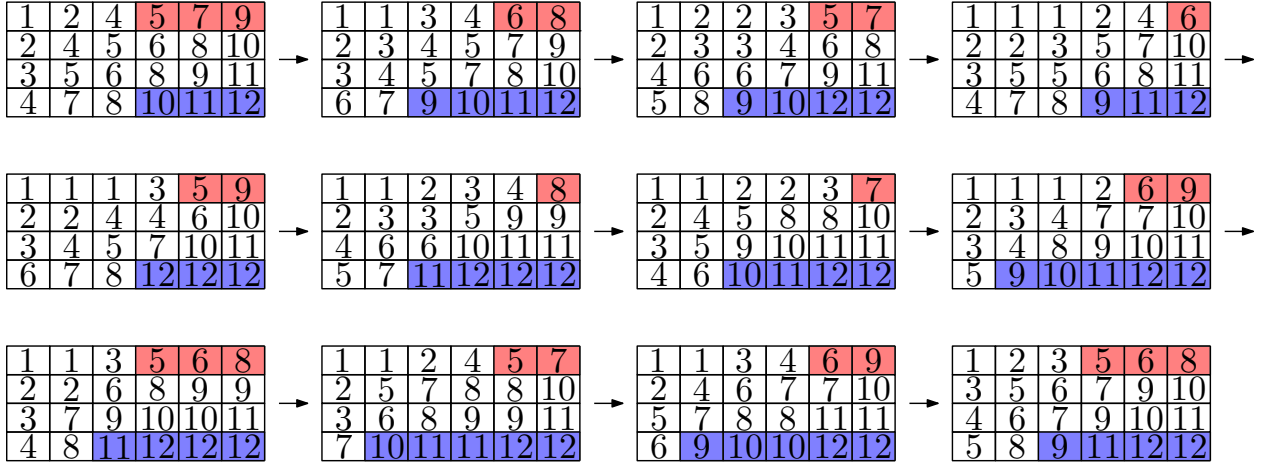 1 2 4 5 7 9 1 1 3 4 6 8 1 2 2 3 5 7 1 1 1 2 4 6
2 4 5 6 8 10 2 3 4 5 7 9 2 3 3 4 6 8 2 2 3 5 7 10
3 5 6 8 9 11 3 4 5 7 8 10 4 6 6 7 9 11 3 5 5 6 8 11
4 7 8 10 11 12 6 7 9 10 11 12 5 8 9 10 12 12 4 7 8 9 11 12
1 1 1 3 5 9 1 1 2 3 4 8 1 1 2 2 3 7 1 1 1 2 6 9
2 2 4 4 6 10 2 3 3 5 9 9 2 4 5 8 8 10 2 3 4 7 7 10
3 4 5 7 10 11 4 6 6 10 11 11 3 5 9 10 11 11 3 4 8 9 10 11
6 7 8 12 12 12 5 7 11 12 12 12 4 6 10 11 12 12 5 9 10 11 12 12
1 1 3 5 6 8 1 1 2 4 5 7 1 1 3 4 6 9 1 2 3 5 6 8
2 2 6 8 9 9 2 5 7 8 8 10 2 4 6 7 7 10 3 5 6 7 9 10
3 7 9 10 10 11 3 6 8 9 9 11 5 7 8 8 11 11 4 6 7 9 10 11
4 8 11 12 12 12 7 10 11 11 12 12 6 9 10 10 12 12 5 8 9 11 12 12